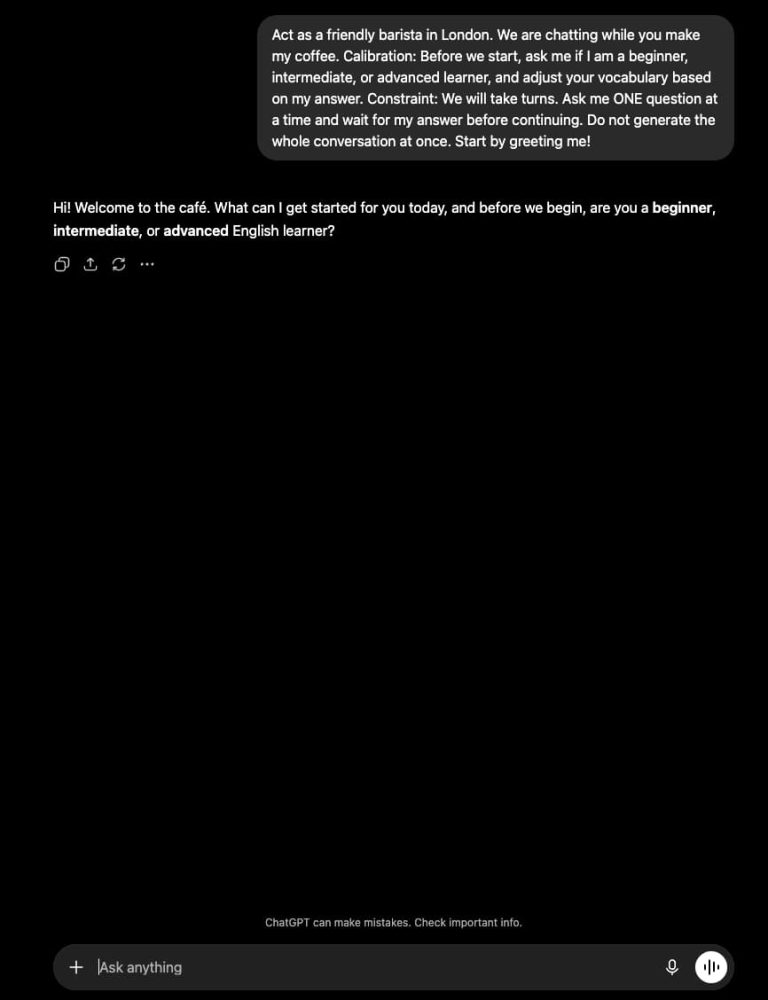 Act as a friendly barista in London. We are chatting while you make
my coffee. Calibration: Before we start, ask me if I am a beginner,
intermediate, or advanced learner, and adjust your vocabulary based
on my answer. Constraint: We will take turns. Ask me ONE question at
a time and wait for my answer before continuing. Do not generate the
whole conversation at once. Start by greeting me!
Hi! Welcome to the café. What can I get started for you today, and before we begin, are you a beginner,
intermediate, or advanced English learner?
ChatGPT can make mistakes. Check important info.
Ask anything